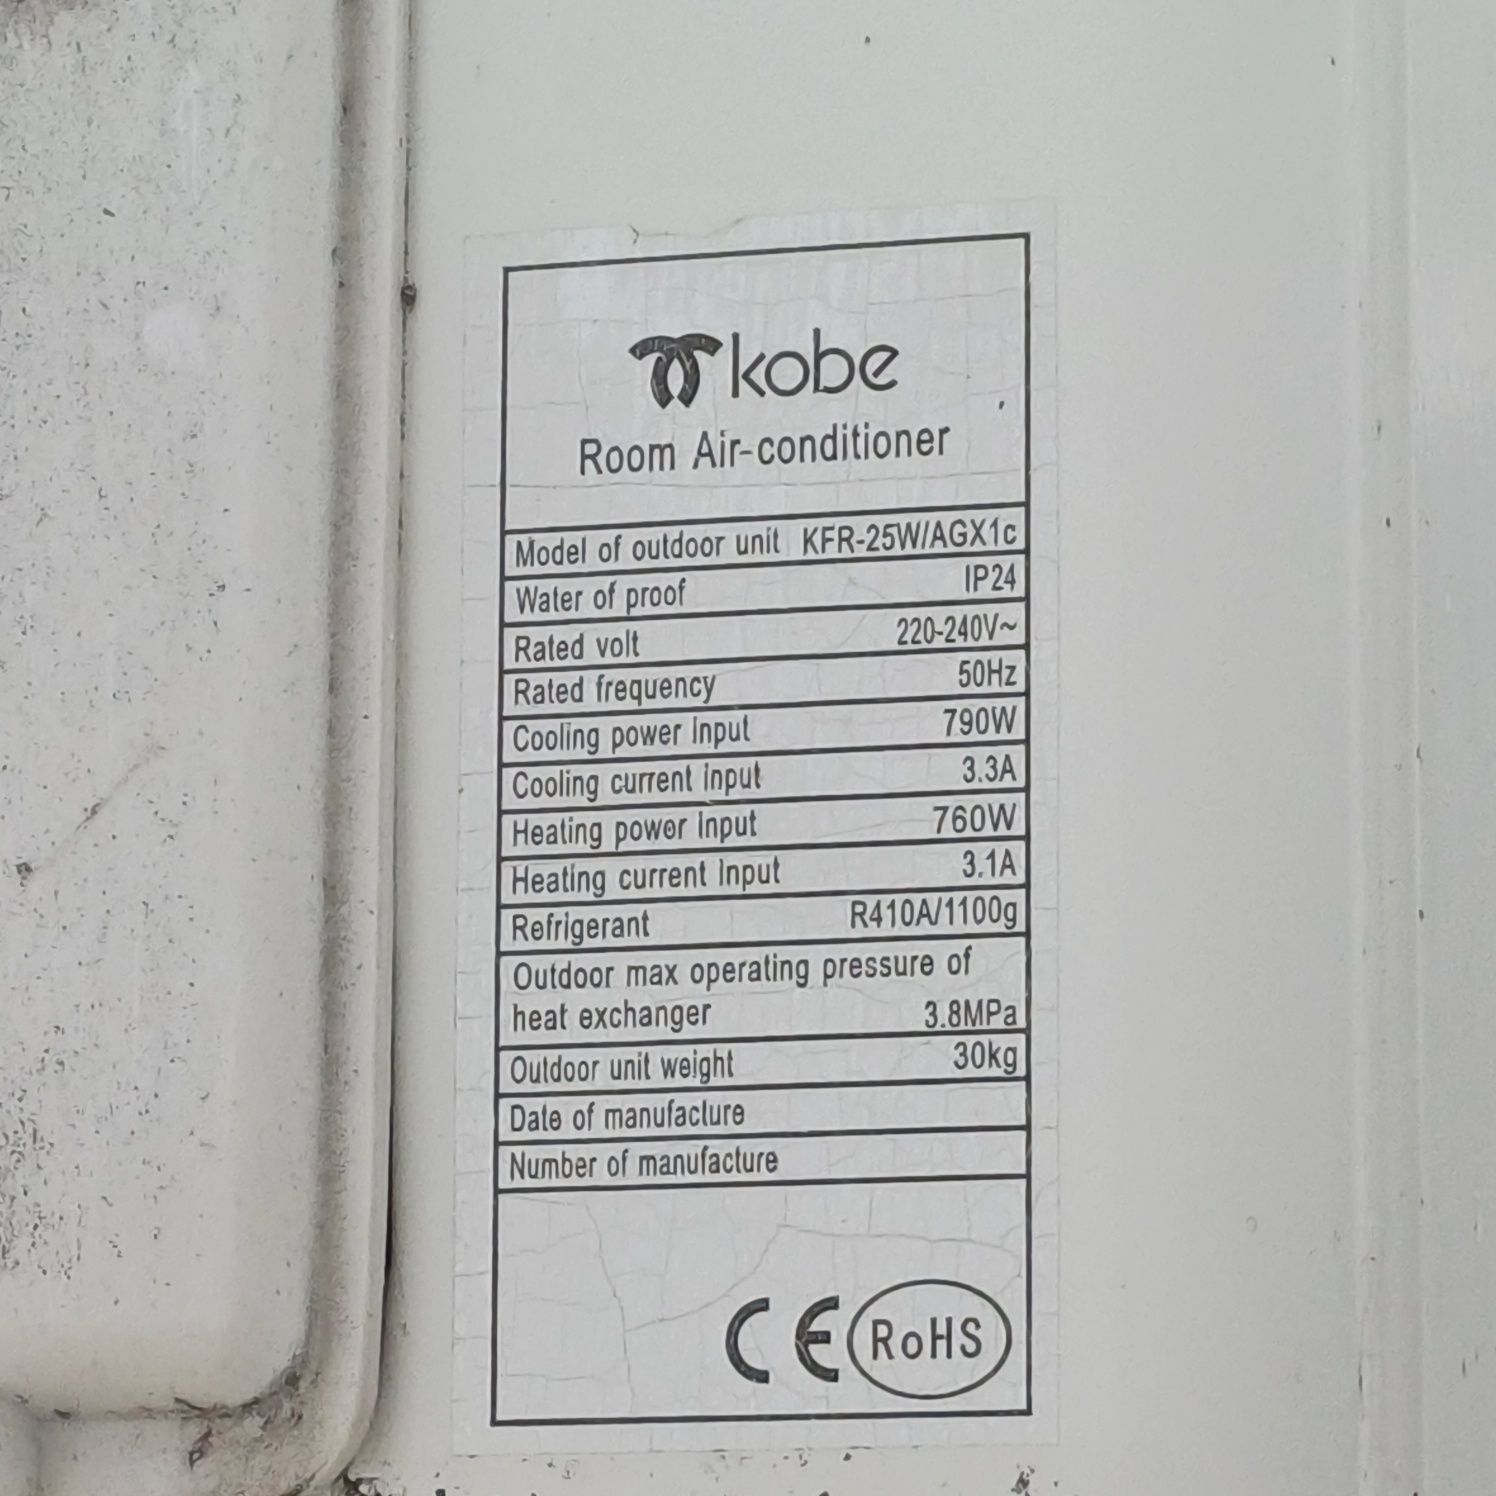 kobe
Room Air-conditioner
Model of outdoor unit KFR-25W/AGX1c
Water of proof IP24
Rated volt 220-240V~
Rated frequency 50Hz
Cooling power input 790W
Cooling current input 3.3A
Heating power input 760W
Heating current input 3.1A
Refrigerant R410A/1100g
Outdoor max operating pressure of
heat exchanger 3.8MPa
Outdoor unit weight 30kg
Date of manufacture
Number of manufacture
CE RoHS